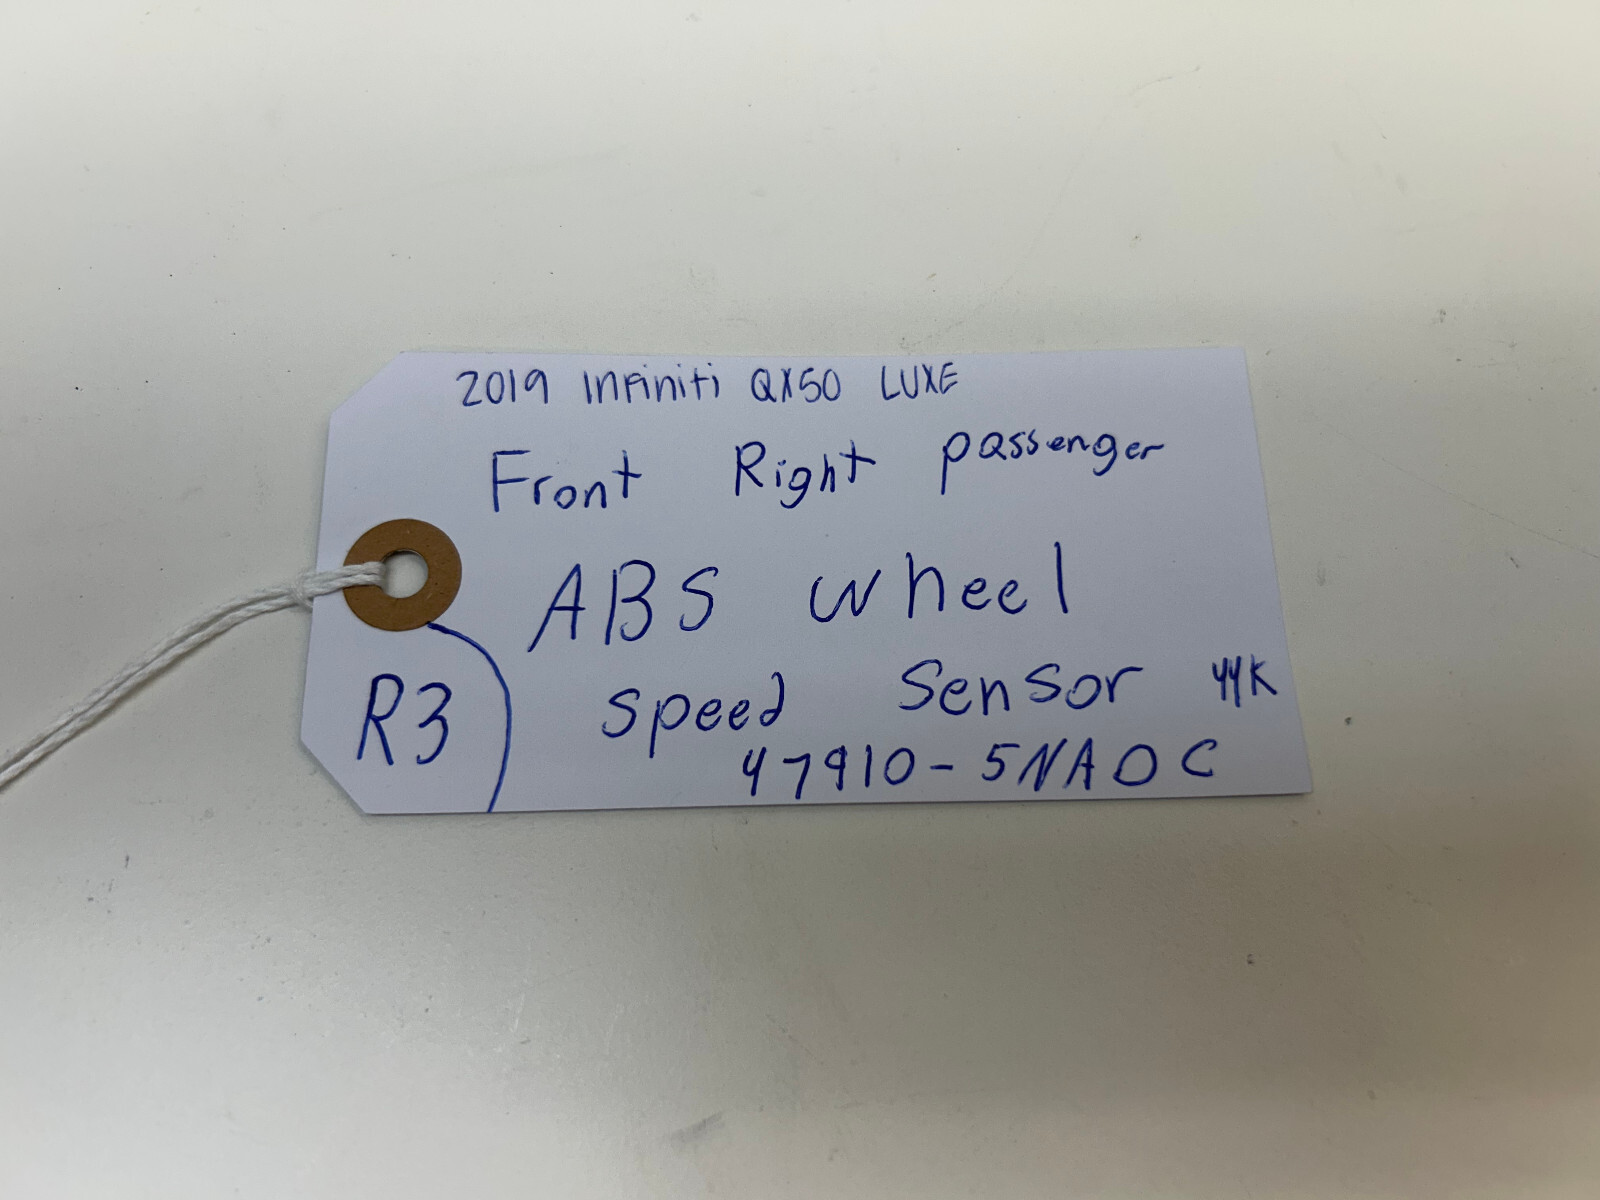 2019 Infiniti QX50 LUXE
Front Right passenger
ABS wheel
speed sensor 44K
47910-5NA0C
R3